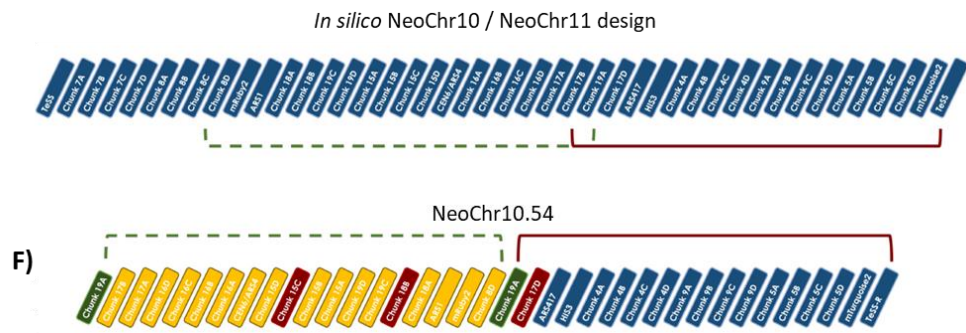 In silico NeoChr10 / NeoChr11 design
TeSS
Chunk 7A
Chunk 7B
Chunk 7C
Chunk 7D
Chunk 8A
Chunk 8B
Chunk 8C
Chunk 8D
mRuby2
ARS1
Chunk 18A
Chunk 18B
Chunk 19C
Chunk 19D
Chunk 15A
Chunk 15B
Chunk 15C
Chunk 15D
CEN6/ARS4
Chunk 16A
Chunk 16B
Chunk 16C
Chunk 16D
Chunk 17A
Chunk 17B
Chunk 19A
Chunk 17D
ARS417
HIS3
Chunk 4A
Chunk 4B
Chunk 4C
Chunk 4D
Chunk 9A
Chunk 9B
Chunk 9C
Chunk 9D
Chunk 5A
Chunk 5B
Chunk 5C
Chunk 5D
mTurquoise2
TeSS
NeoChr10.54
F)
Chunk 19A
Chunk 17B
Chunk 17A
Chunk 16D
Chunk 16C
Chunk 16B
Chunk 16A
CEN6/ARS4
Chunk 15D
Chunk 15C
Chunk 15B
Chunk 15A
Chunk 19D
Chunk 19C
Chunk 18B
Chunk 18A
ARS1
mRuby2
Chunk 8D
Chunk 19A
Chunk 17D
ARS417
HIS3
Chunk 4A
Chunk 4B
Chunk 4C
Chunk 4D
Chunk 9A
Chunk 9B
Chunk 9C
Chunk 9D
Chunk 5A
Chunk 5B
Chunk 5C
Chunk 5D
mTurquoise2
TeSS-R